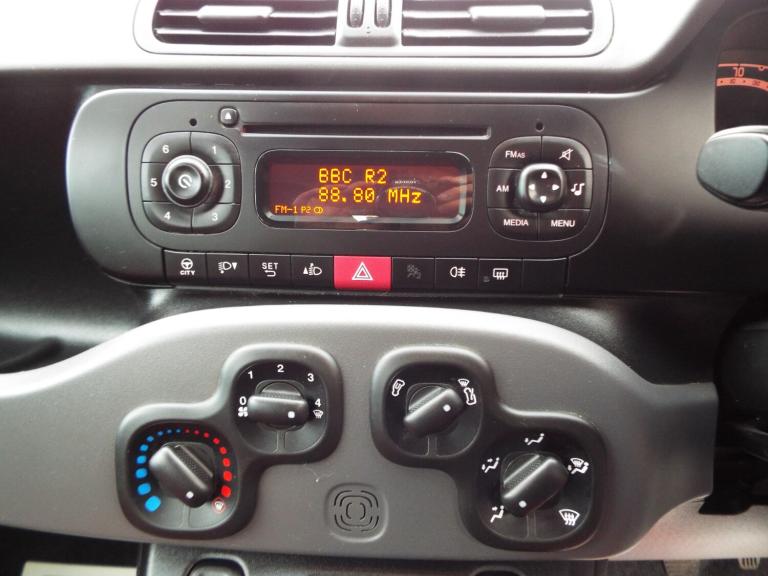 6 1
5 2
4 3
BBC R2
88.80 MHz
FM-1 P2 CD
FMAS
AM
MEDIA MENU
CITY
SET
0 1 2 3 4